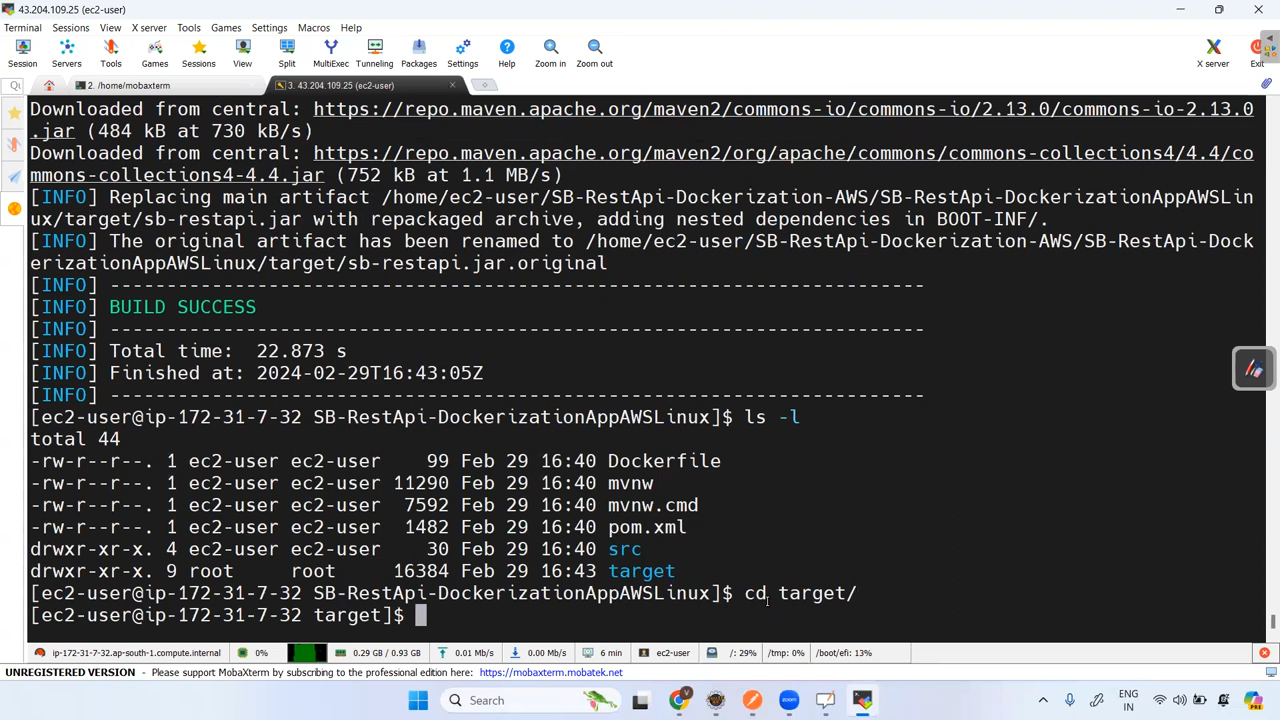 43.204.109.25 (ec2-user)
Terminal Sessions View X server Tools Games Settings Macros Help
Session Servers Tools Games Sessions View Split MultiExec Tunneling Packages Settings Help Zoom in Zoom out X server Exit
2. /home/mobaxterm 3. 43.204.109.25 (ec2-user)
Downloaded from central: https://repo.maven.apache.org/maven2/commons-io/commons-io/2.13.0/commons-io-2.13.0
.jar (484 kB at 730 kB/s)
Downloaded from central: https://repo.maven.apache.org/maven2/org/apache/commons/commons-collections4/4.4/co
mmons-collections4-4.4.jar (752 kB at 1.1 MB/s)
[INFO] Replacing main artifact /home/ec2-user/SB-RestApi-Dockerization-AWS/SB-RestApi-DockerizationAppAWSLin
ux/target/sb-restapi.jar with repackaged archive, adding nested dependencies in BOOT-INF/.
[INFO] The original artifact has been renamed to /home/ec2-user/SB-RestApi-Dockerization-AWS/SB-RestApi-Dock
erizationAppAWSLinux/target/sb-restapi.jar.original
[INFO] ------------------------------------------------------------------------
[INFO] BUILD SUCCESS
[INFO] ------------------------------------------------------------------------
[INFO] Total time:  22.873 s
[INFO] Finished at: 2024-02-29T16:43:05Z
[INFO] ------------------------------------------------------------------------
[ec2-user@ip-172-31-7-32 SB-RestApi-DockerizationAppAWSLinux]$ ls -l
total 44
-rw-r--r--. 1 ec2-user ec2-user    99 Feb 29 16:40 Dockerfile
-rw-r--r--. 1 ec2-user ec2-user 11290 Feb 29 16:40 mvnw
-rw-r--r--. 1 ec2-user ec2-user  7592 Feb 29 16:40 mvnw.cmd
-rw-r--r--. 1 ec2-user ec2-user  1482 Feb 29 16:40 pom.xml
drwxr-xr-x. 4 ec2-user ec2-user    30 Feb 29 16:40 src
drwxr-xr-x. 9 root     root     16384 Feb 29 16:43 target
[ec2-user@ip-172-31-7-32 SB-RestApi-DockerizationAppAWSLinux]$ cd target/
[ec2-user@ip-172-31-7-32 target]$
ip-172-31-7-32.ap-south-1.compute.internal 0% 0.29 GB / 0.93 GB 0.01 Mb/s 0.00 Mb/s 6 min ec2-user /: 29% /tmp: 0% /boot/efi: 13%
UNREGISTERED VERSION - Please support MobaXterm by subscribing to the professional edition here: https://mobaxterm.mobatek.net
Search ENG
IN